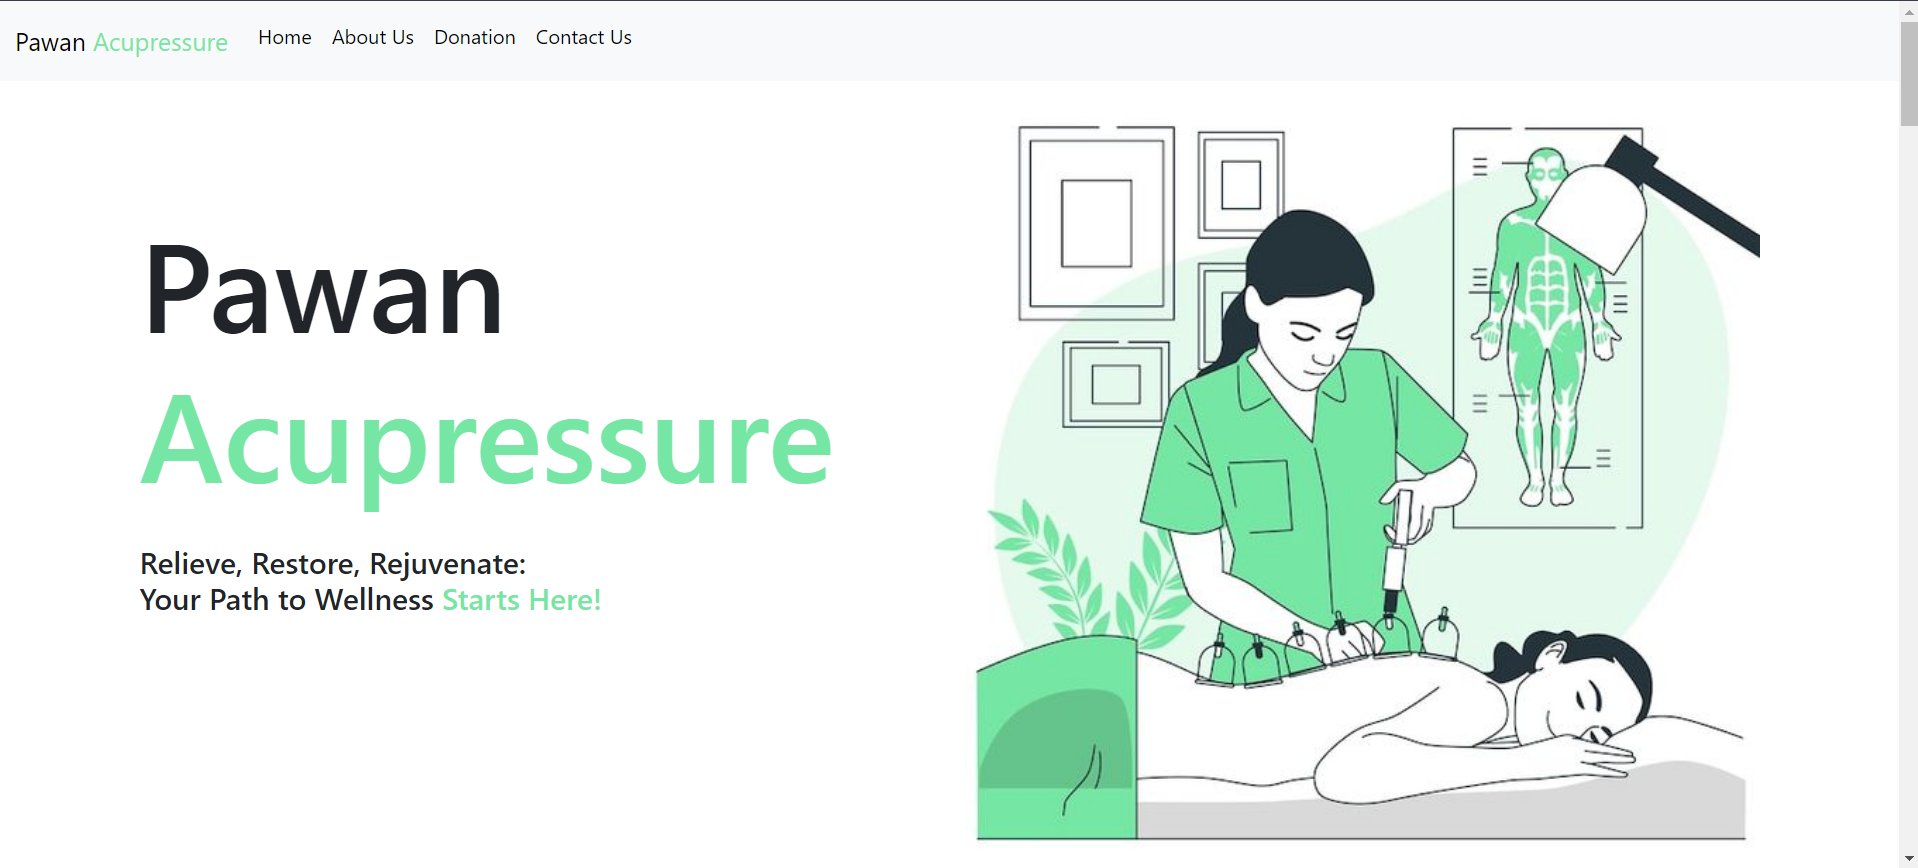 Pawan Acupressure Home About Us Donation Contact Us
Pawan
Acupressure
Relieve, Restore, Rejuvenate:
Your Path to Wellness Starts Here!